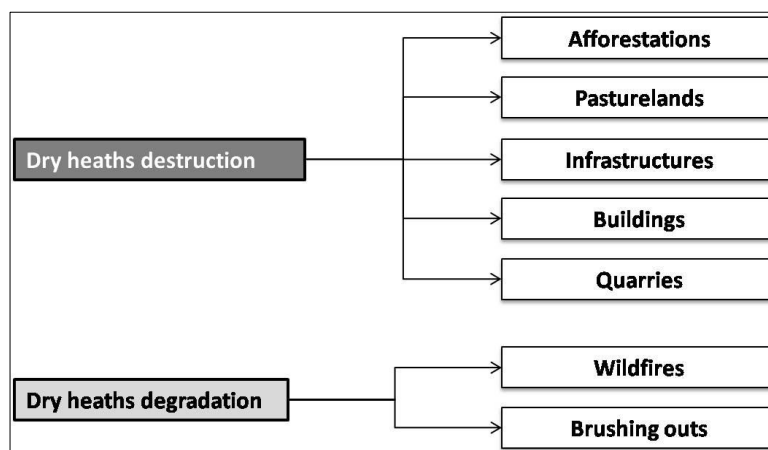 Dry heaths destruction
Afforestations
Pasturelands
Infrastructures
Buildings
Quarries
Dry heaths degradation
Wildfires
Brushing outs